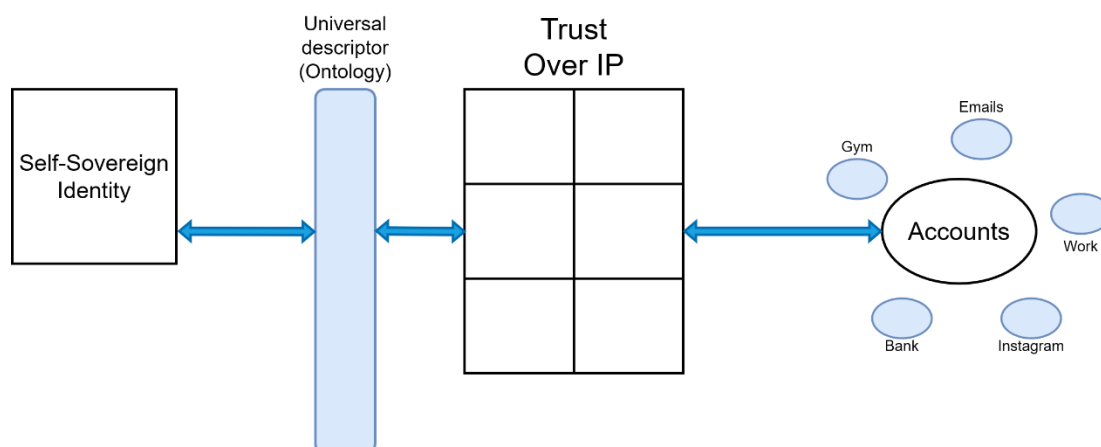 Self-Sovereign
Identity
Universal
descriptor
(Ontology)
Trust
Over IP
Emails
Gym
Accounts
Work
Bank
Instagram